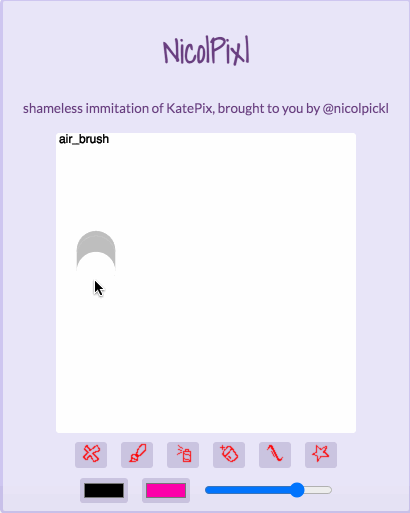 NicolPixl
shameless immitation of KatePix, brought to you by @nicolpickl
air_brush